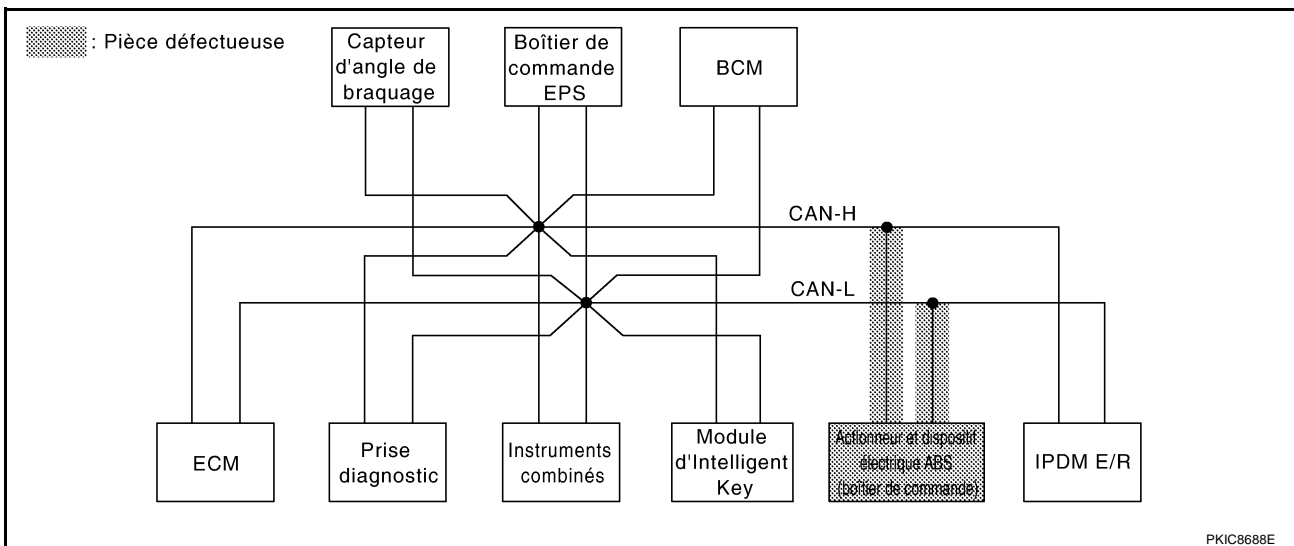 : Pièce défectueuse
Capteur
d'angle de
braquage
Boîtier de
commande
EPS
BCM
CAN-H
CAN-L
ECM
Prise
diagnostic
Instruments
combinés
Module
d'Intelligent
Key
Actionneur et dispositif
électrique ABS
(boîtier de commande)
IPDM E/R
PKIC8688E